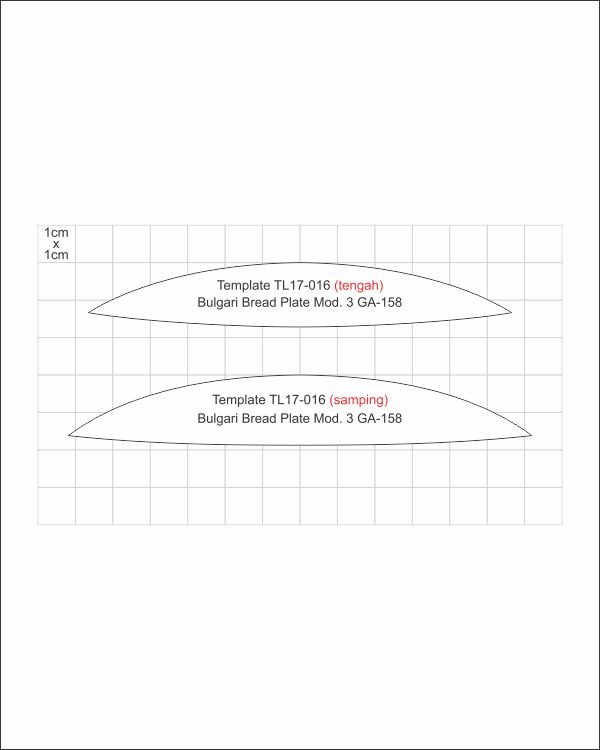 1cm
x
1cm
Template TL17-016 (tengah)
Bulgari Bread Plate Mod. 3 GA-158
Template TL17-016 (samping)
Bulgari Bread Plate Mod. 3 GA-158